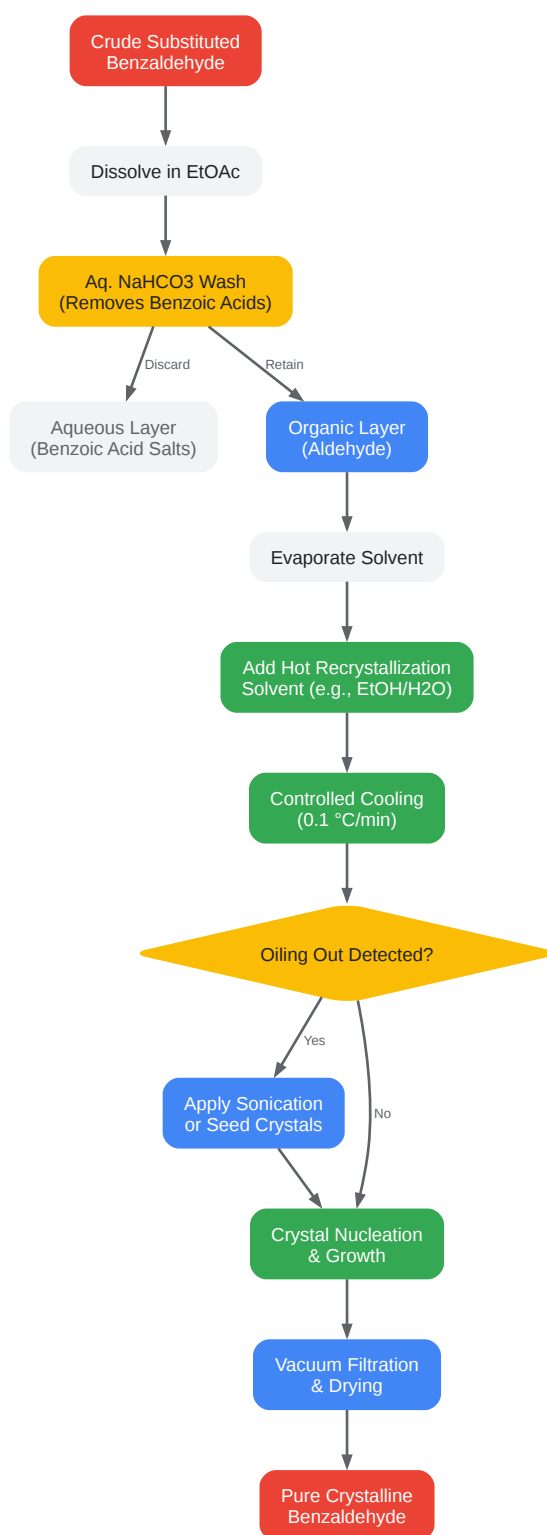 Crude Substituted
Benzaldehyde
Dissolve in EtOAc
Aq. NaHCO3 Wash
(Removes Benzoic Acids)
Discard
Retain
Aqueous Layer
(Benzoic Acid Salts)
Organic Layer
(Aldehyde)
Evaporate Solvent
Add Hot Recrystallization
Solvent (e.g., EtOH/H2O)
Controlled Cooling
(0.1 °C/min)
Oiling Out Detected?
Yes
No
Apply Sonication
or Seed Crystals
Crystal Nucleation
& Growth
Vacuum Filtration
& Drying
Pure Crystalline
Benzaldehyde